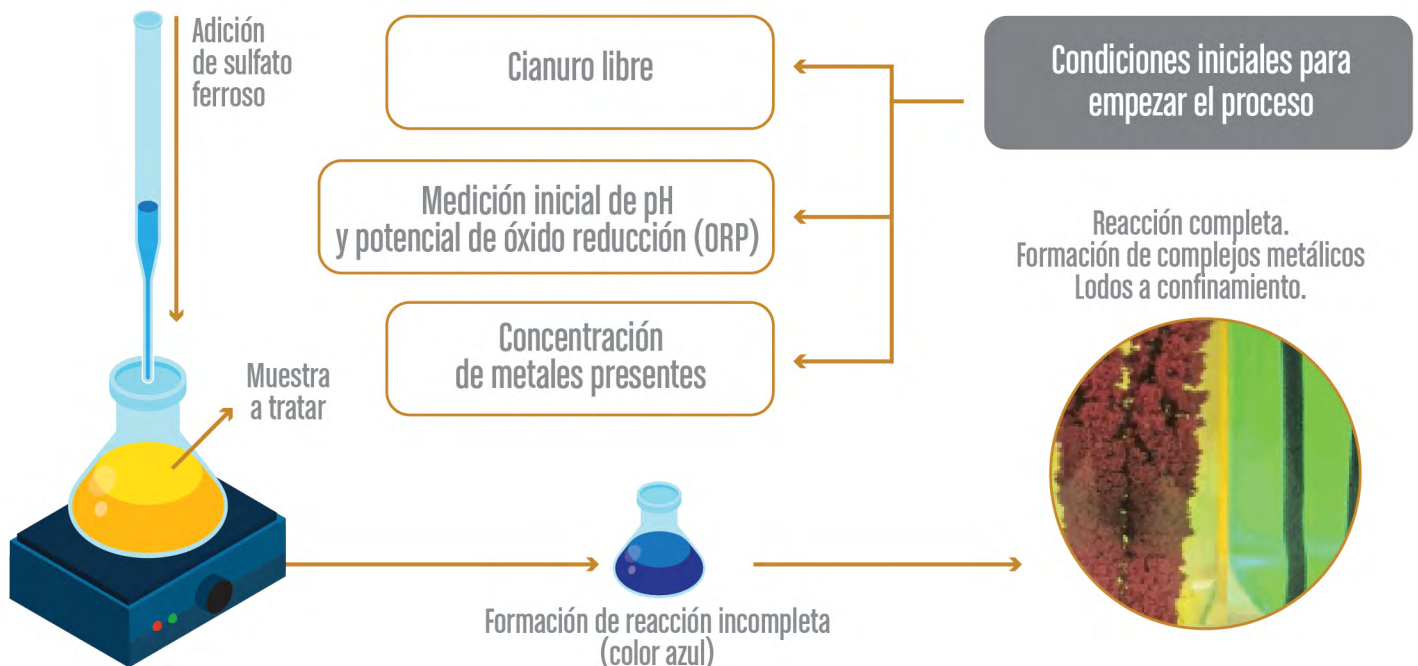 Adición
de sulfato
ferroso
Cianuro libre
Condiciones iniciales para
empezar el proceso
Medición inicial de pH
y potencial de óxido reducción (ORP)
Reacción completa.
Formación de complejos metálicos
Lodos a confinamiento.
Concentración
de metales presentes
Muestra
a tratar
Formación de reacción incompleta
(color azul)